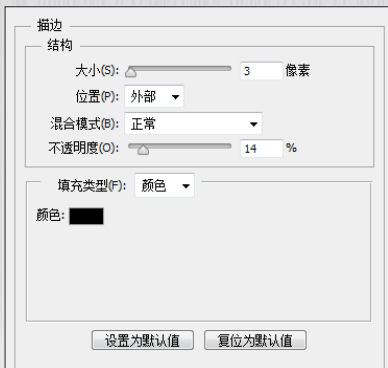 描边
结构
大小(S): 3 像素
位置(P): 外部
混合模式(B): 正常
不透明度(O): 14 %
填充类型(F): 颜色
颜色:
设置为默认值 复位为默认值